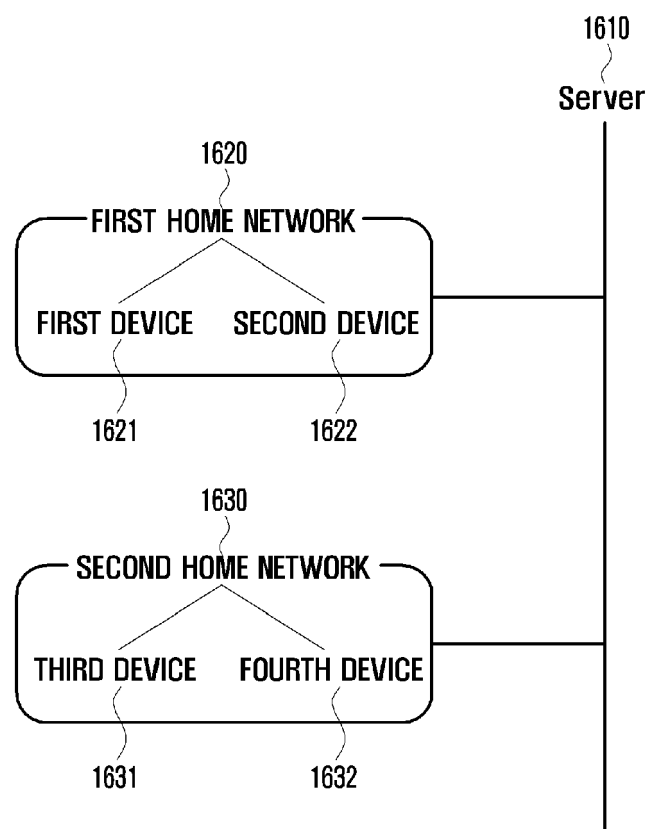 1610
Server
1620
FIRST HOME NETWORK
FIRST DEVICE
SECOND DEVICE
1621
1622
1630
SECOND HOME NETWORK
THIRD DEVICE
FOURTH DEVICE
1631
1632